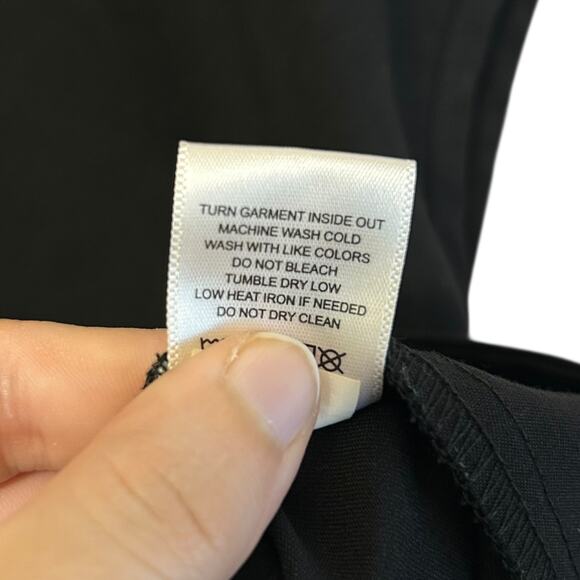 TURN GARMENT INSIDE OUT
MACHINE WASH COLD
WASH WITH LIKE COLORS
DO NOT BLEACH
TUMBLE DRY LOW
LOW HEAT IRON IF NEEDED
DO NOT DRY CLEAN